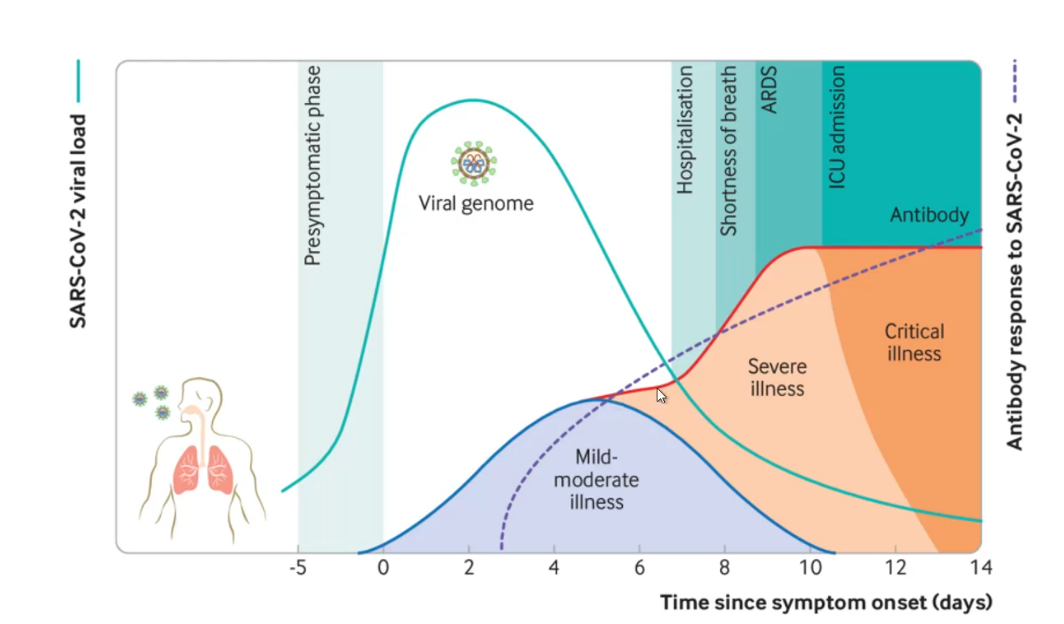 SARS-CoV-2 viral load
Presymptomatic phase
Viral genome
Hospitalisation
Shortness of breath
ARDS
ICU admission
Antibody
Antibody response to SARS-CoV-2
Mild-
moderate
illness
Severe
illness
Critical
illness
-5 0 2 4 6 8 10 12 14
Time since symptom onset (days)